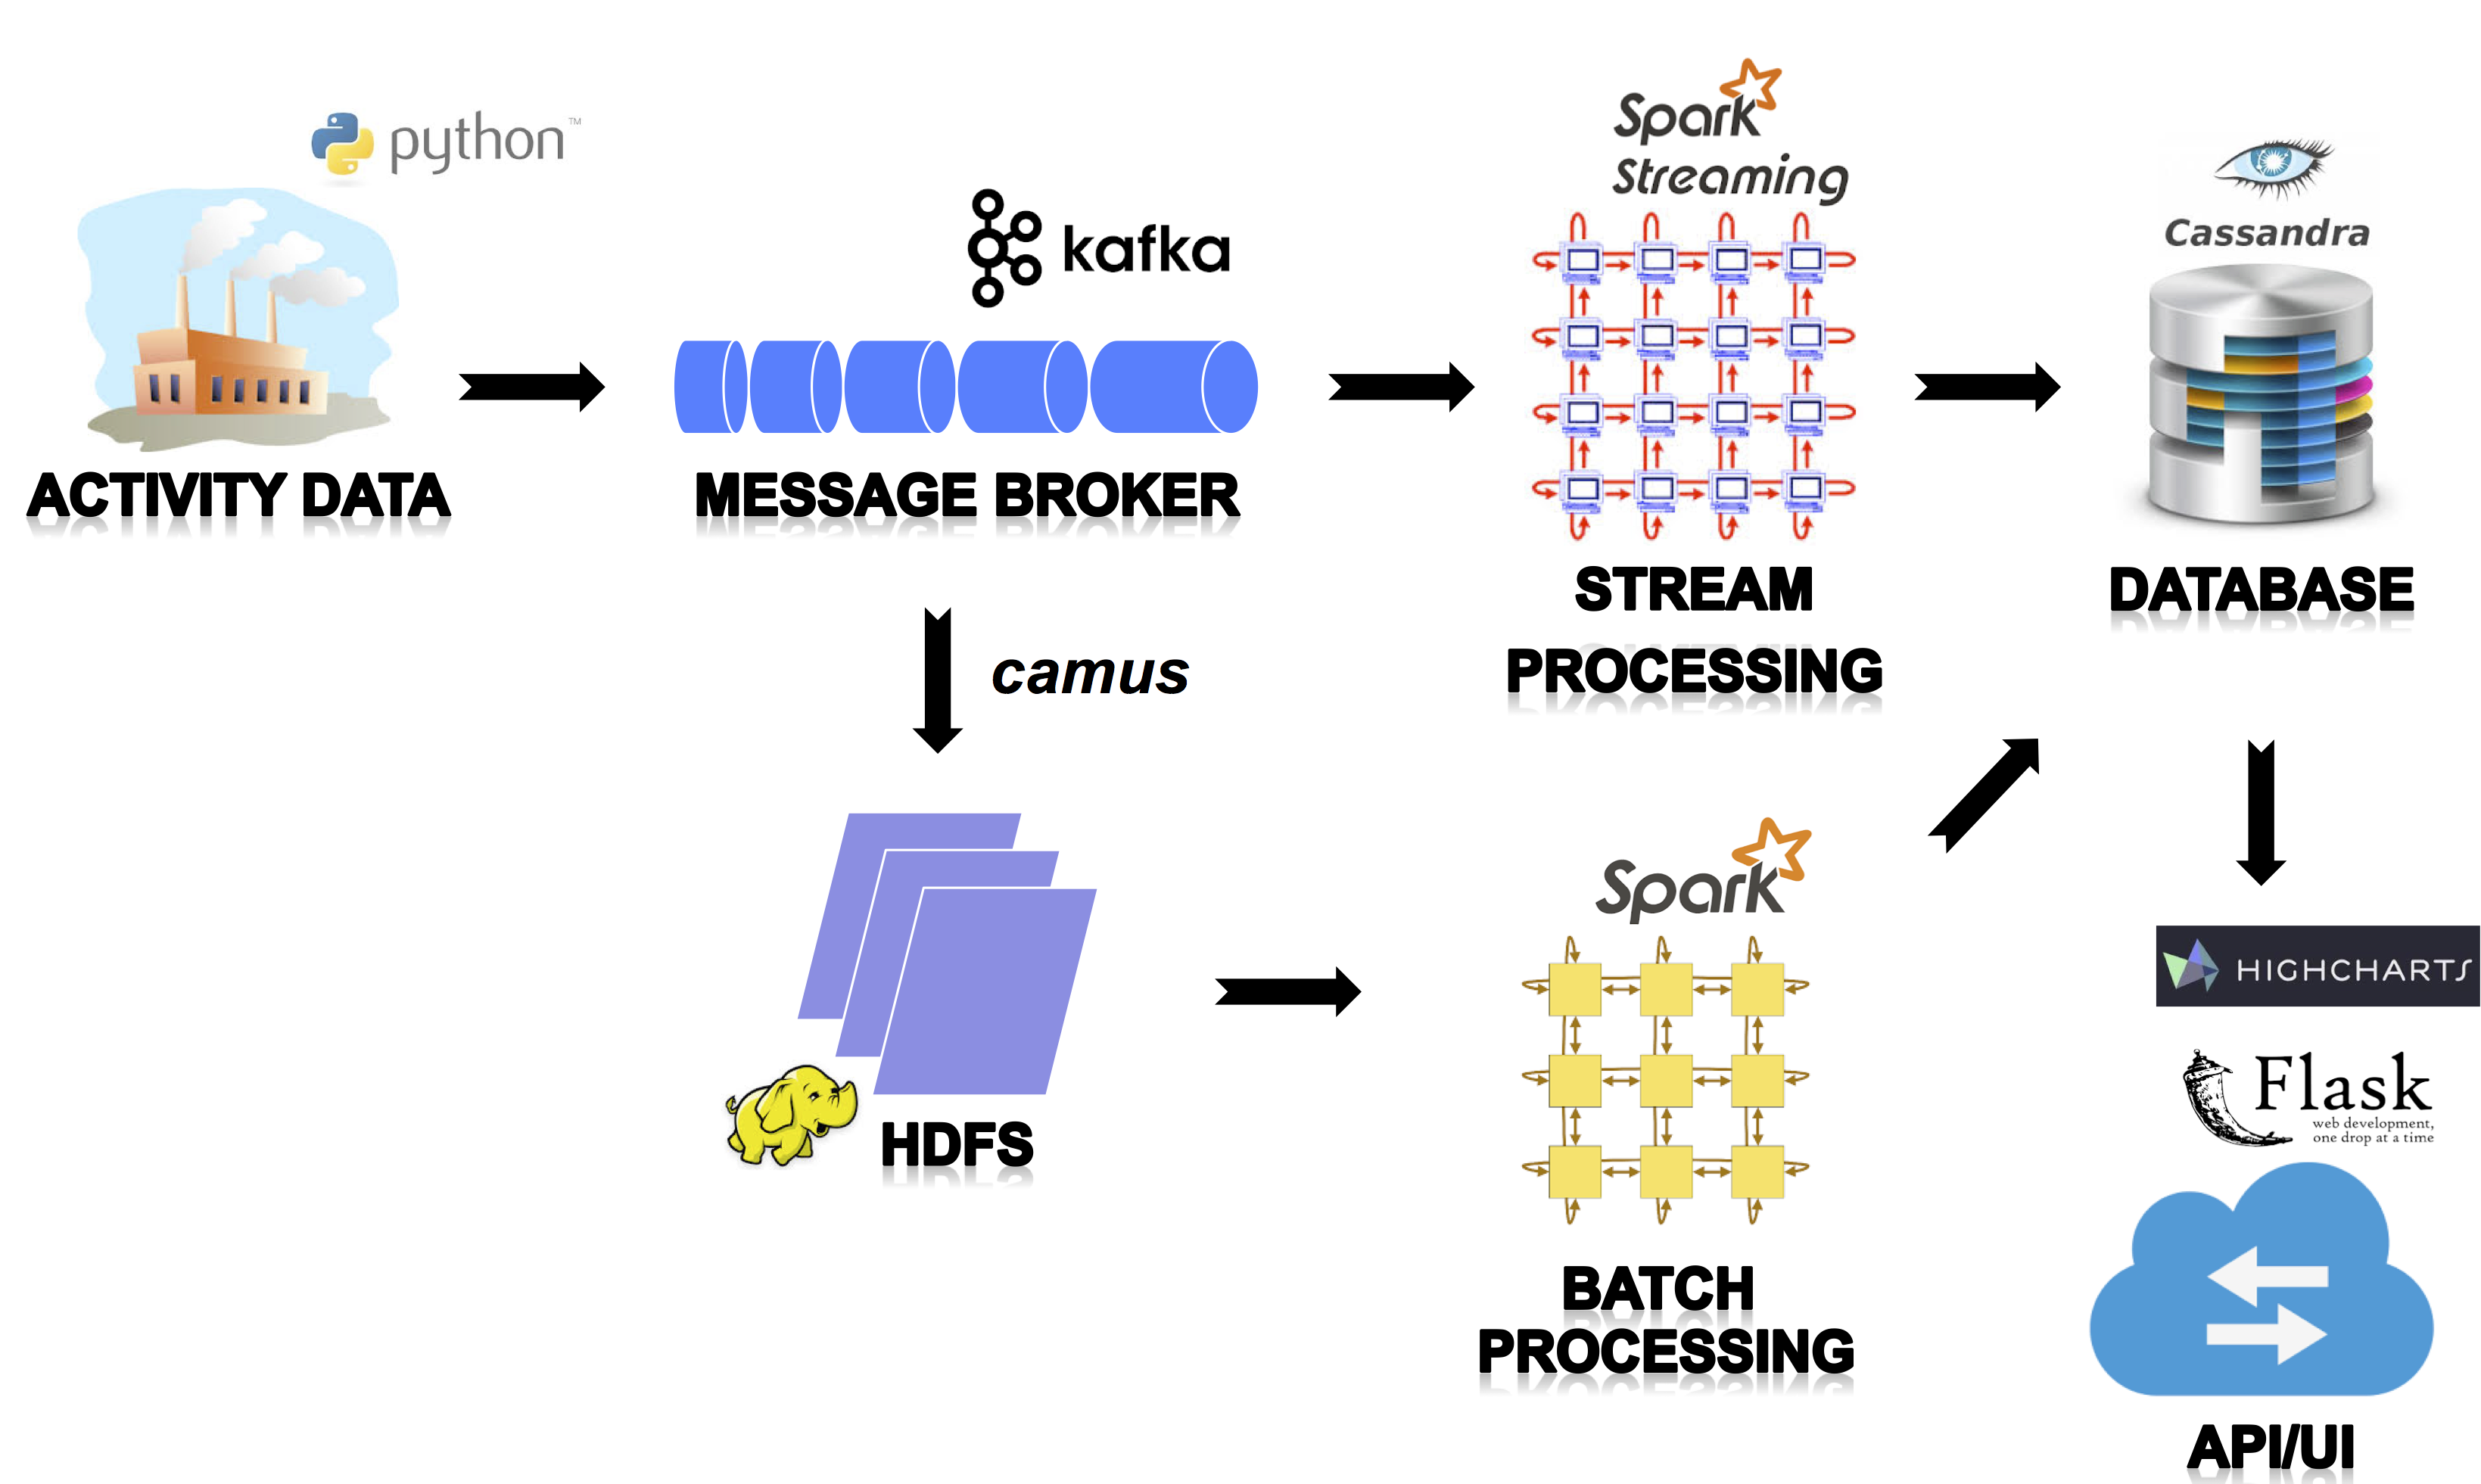 python™
ACTIVITY DATA
kafka
MESSAGE BROKER
Spark
Streaming
STREAM
PROCESSING
Cassandra
DATABASE
camus
HDFS
Spark
BATCH
PROCESSING
HIGHCHARTS
Flask
web development,
one drop at a time
API/UI